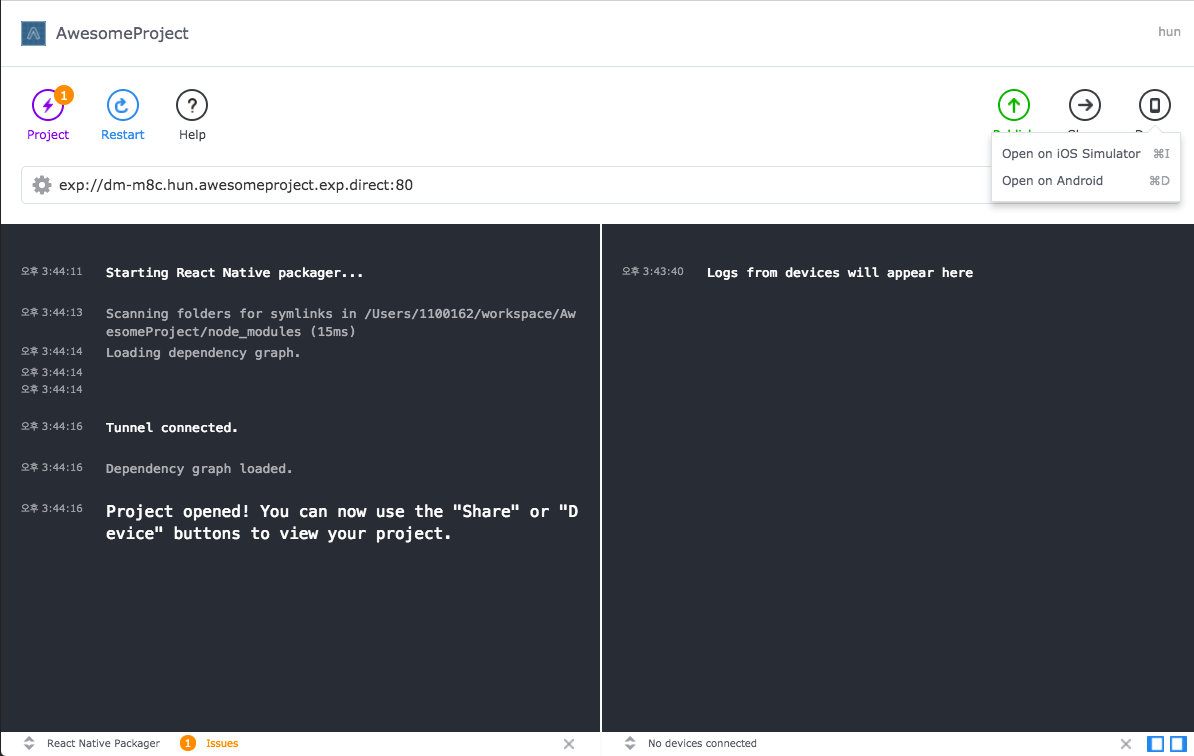 AwesomeProject
hun
1
Project
Restart
Help
Open on iOS Simulator ⌘I
Open on Android ⌘D
exp://dm-m8c.hun.awesomeproject.exp.direct:80
오후 3:44:11 Starting React Native packager...
오후 3:44:13 Scanning folders for symlinks in /Users/1100162/workspace/Aw
esomeProject/node_modules (15ms)
오후 3:44:14 Loading dependency graph.
오후 3:44:14
오후 3:44:14
오후 3:44:16 Tunnel connected.
오후 3:44:16 Dependency graph loaded.
오후 3:44:16 Project opened! You can now use the "Share" or "D
evice" buttons to view your project.
오후 3:43:40 Logs from devices will appear here
React Native Packager 1 Issues
No devices connected